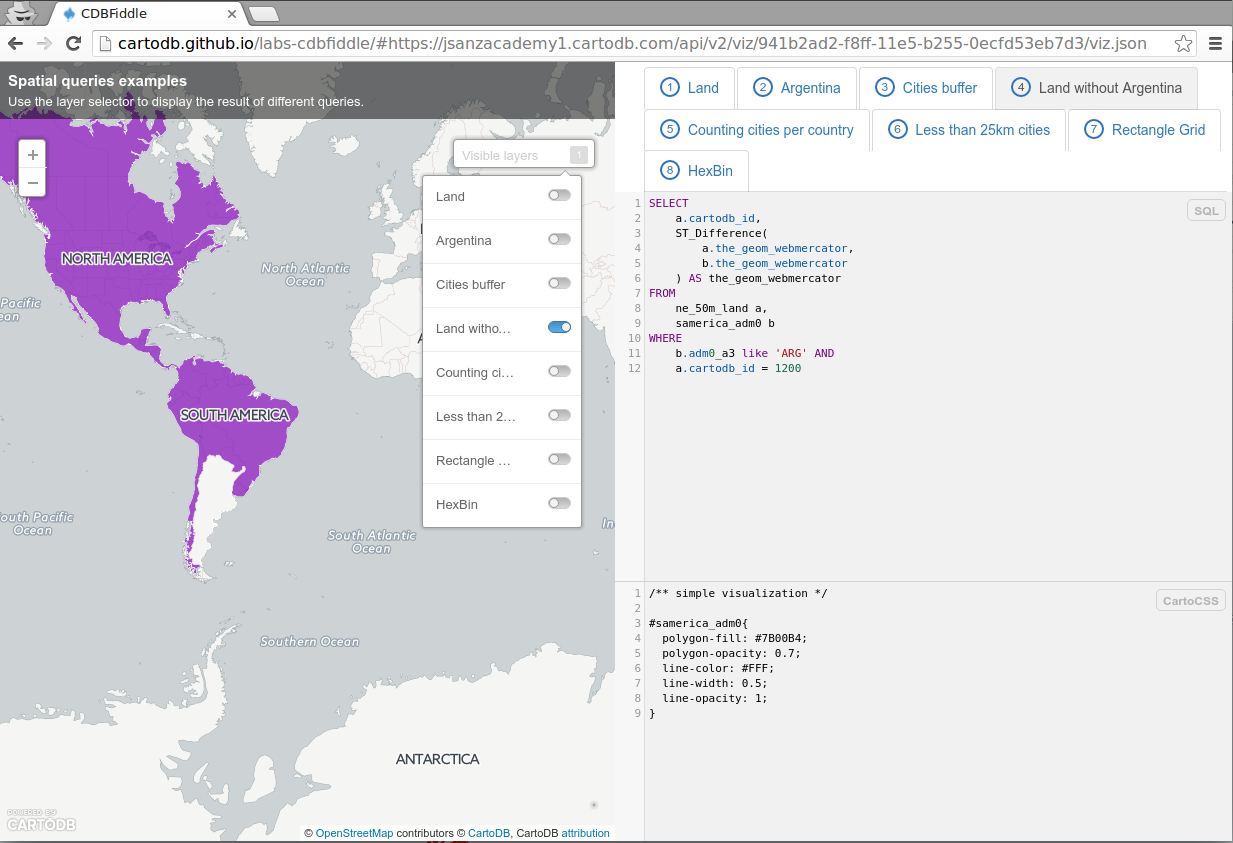 CDBFiddle
cartodb.github.io/labs-cdbfiddle/#https://jsanzacademy1.cartodb.com/api/v2/viz/941b2ad2-f8ff-11e5-b255-0ecfd53eb7d3/viz.json
Spatial queries examples
Use the layer selector to display the result of different queries.
+
−
Visible layers 1
Land
Argentina
Cities buffer
Land witho…
Counting ci…
Less than 2…
Rectangle …
HexBin
NORTH AMERICA
North Atlantic
Ocean
Pacific
ean
SOUTH AMERICA
outh Pacific
Ocean
South Atlantic
Ocean
In
Southern Ocean
ANTARCTICA
POWERED BY
CARTODB
© OpenStreetMap contributors © CartoDB, CartoDB attribution
1 Land
2 Argentina
3 Cities buffer
4 Land without Argentina
5 Counting cities per country
6 Less than 25km cities
7 Rectangle Grid
8 HexBin
SQL
1 SELECT
2 a.cartodb_id,
3 ST_Difference(
4 a.the_geom_webmercator,
5 b.the_geom_webmercator
6 ) AS the_geom_webmercator
7 FROM
8 ne_50m_land a,
9 samerica_adm0 b
10 WHERE
11 b.adm0_a3 like 'ARG' AND
12 a.cartodb_id = 1200
CartoCSS
1 /** simple visualization */
2
3 #samerica_adm0{
4 polygon-fill: #7B00B4;
5 polygon-opacity: 0.7;
6 line-color: #FFF;
7 line-width: 0.5;
8 line-opacity: 1;
9 }